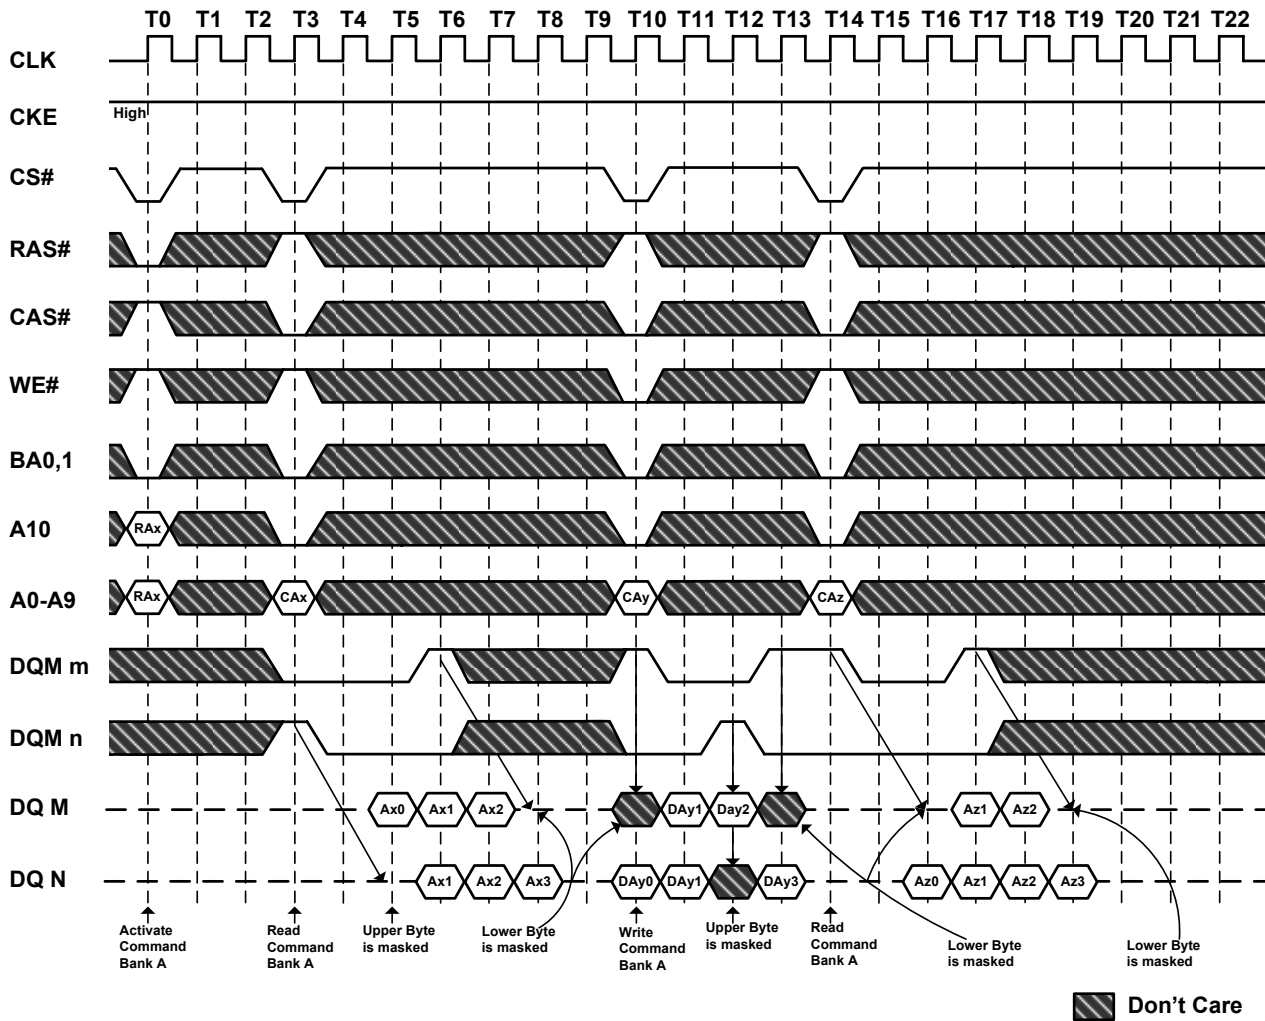 T0 T1 T2 T3 T4 T5 T6 T7 T8 T9 T10 T11 T12 T13 T14 T15 T16 T17 T18 T19 T20 T21 T22
CLK
CKE
High
CS#
RAS#
CAS#
WE#
BA0,1
A10
RAx
A0-A9
RAx CAx CAy CAz
DQM m
DQM n
DQ M
Ax0 Ax1 Ax2 DAy1 Day2 Az1 Az2
DQ N
Ax1 Ax2 Ax3 DAy0 DAy1 DAy3 Az0 Az1 Az2 Az3
Activate
Command
Bank A
Read
Command
Bank A
Upper Byte
is masked
Lower Byte
is masked
Write
Command
Bank A
Upper Byte
is masked
Read
Command
Bank A
Lower Byte
is masked
Lower Byte
is masked
Don't Care